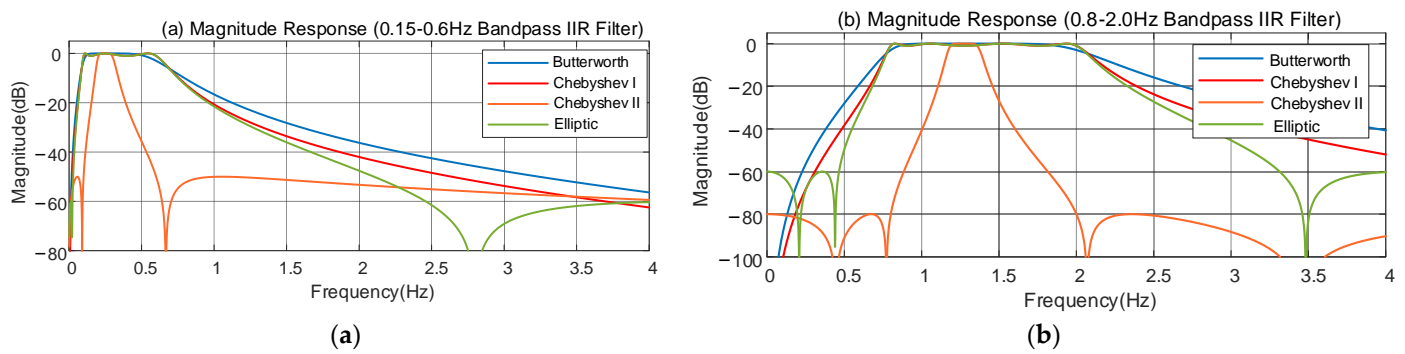 (a) Magnitude Response (0.15-0.6Hz Bandpass IIR Filter)
0
−20
−40
−60
−80
Magnitude(dB)
Butterworth
Chebyshev I
Chebyshev II
Elliptic
0 0.5 1 1.5 2 2.5 3 3.5 4
Frequency(Hz)
(a)
(b) Magnitude Response (0.8-2.0Hz Bandpass IIR Filter)
0
−20
−40
−60
−80
−100
Magnitude(dB)
Butterworth
Chebyshev I
Chebyshev II
Elliptic
0 0.5 1 1.5 2 2.5 3 3.5 4
Frequency(Hz)
(b)